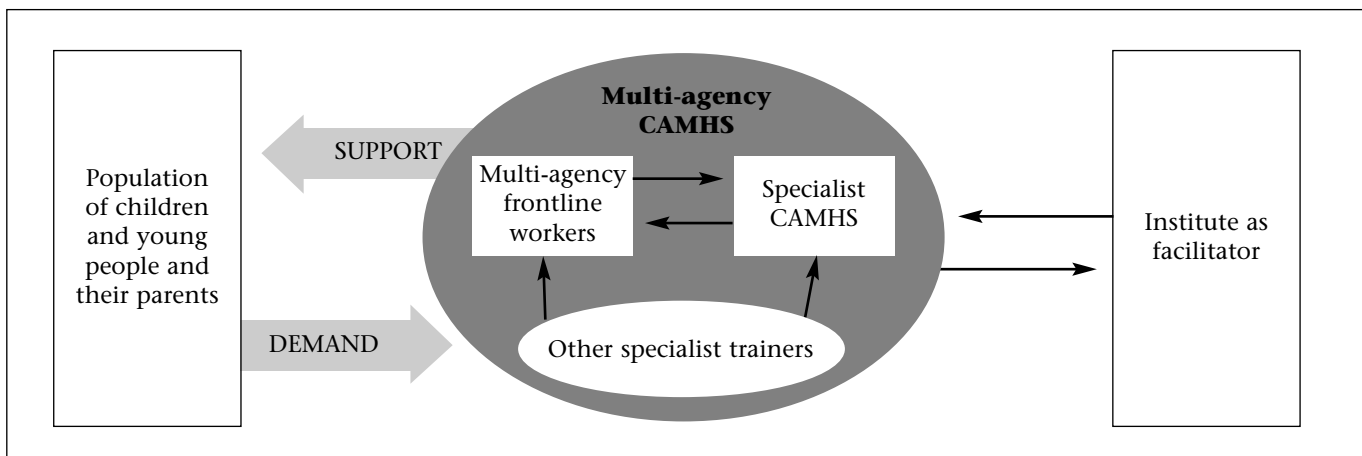 Population
of children
and young
people and
their parents
SUPPORT
DEMAND
Multi-agency
CAMHS
Multi-agency
frontline
workers
Specialist
CAMHS
Other specialist trainers
Institute as
facilitator